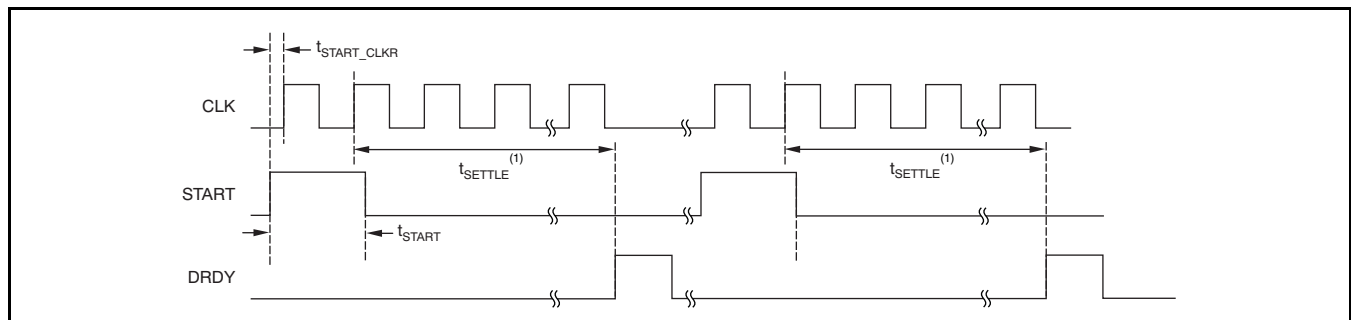 tSTART_CLKR
CLK
tSETTLE(1) tSETTLE(1)
START
tSTART
DRDY